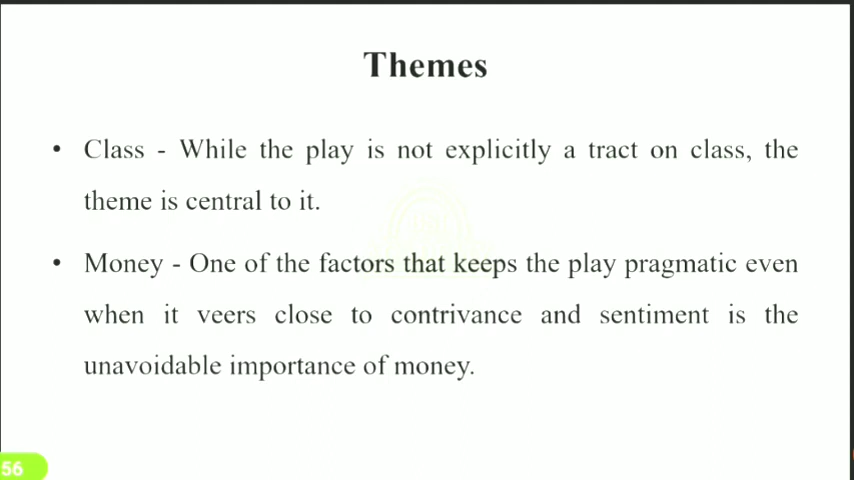 Themes
• Class - While the play is not explicitly a tract on class, the
theme is central to it.
• Money - One of the factors that keeps the play pragmatic even
when it veers close to contrivance and sentiment is the
unavoidable importance of money.
56